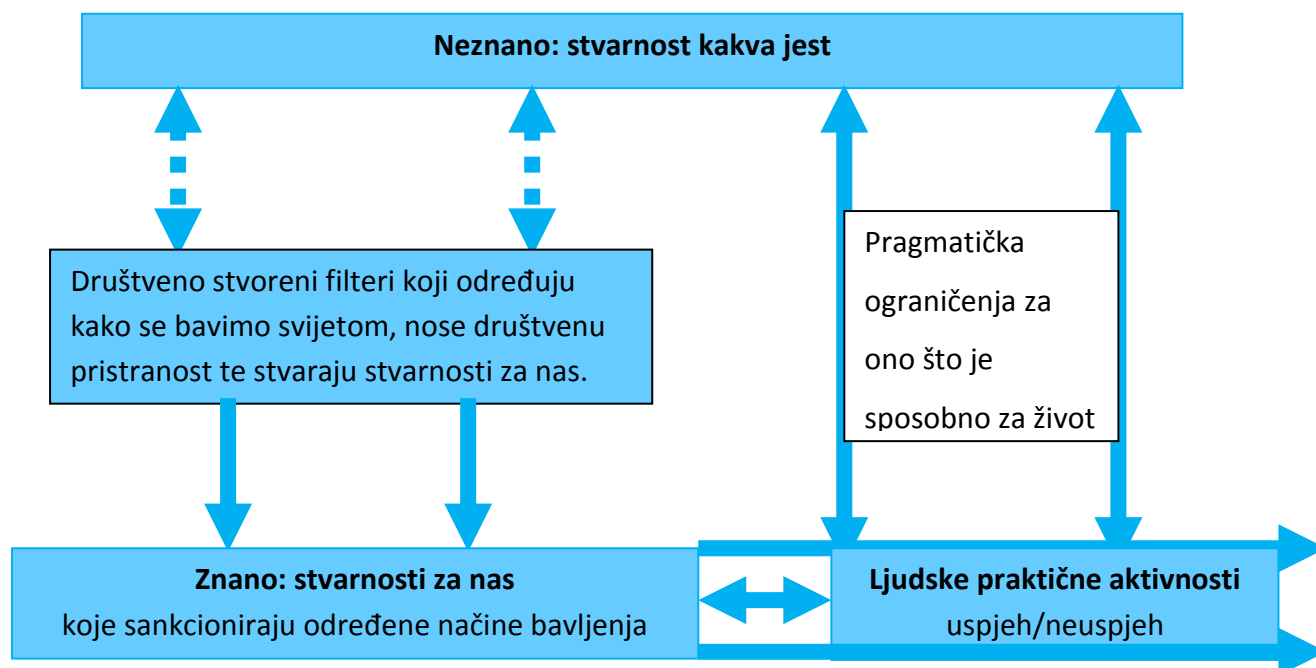 Neznano: stvarnost kakva jest
Društveno stvoreni filteri koji određuju
kako se bavimo svijetom, nose društvenu
pristranost te stvaraju stvarnosti za nas.
Pragmatička
ograničenja za
ono što je
sposobno za život
Znano: stvarnosti za nas
koje sankcioniraju određene načine bavljenja
Ljudske praktične aktivnosti
uspjeh/neuspjeh